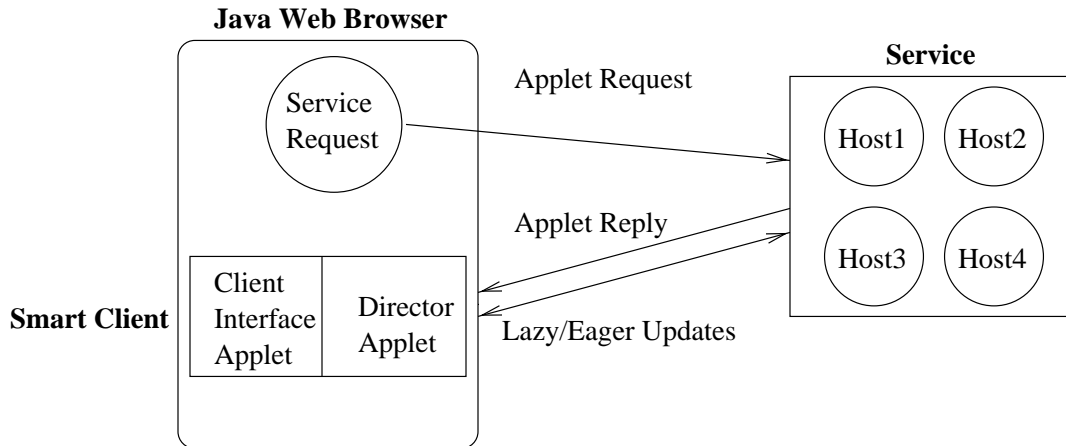 Java Web Browser
Service
Request
Applet Request
Service
Host1
Host2
Host3
Host4
Applet Reply
Lazy/Eager Updates
Smart Client
Client
Interface
Applet
Director
Applet